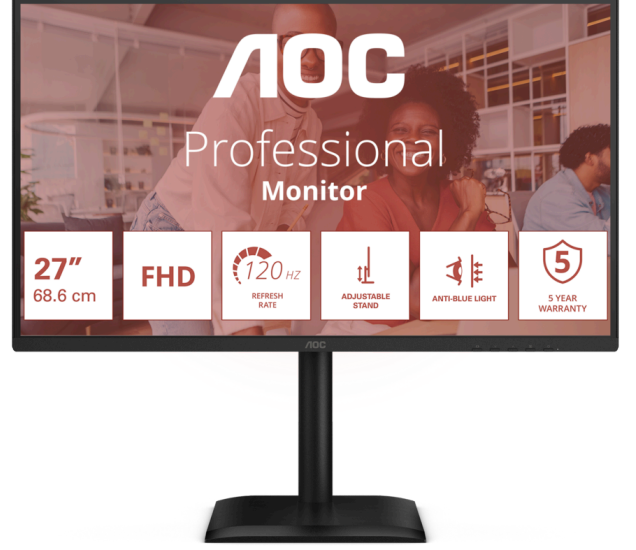 AOC
Professional
Monitor
27”
68.6 cm
FHD
120 HZ
REFRESH
RATE
ADJUSTABLE
STAND
ANTI-BLUE LIGHT
5
5 YEAR
WARRANTY
AOC